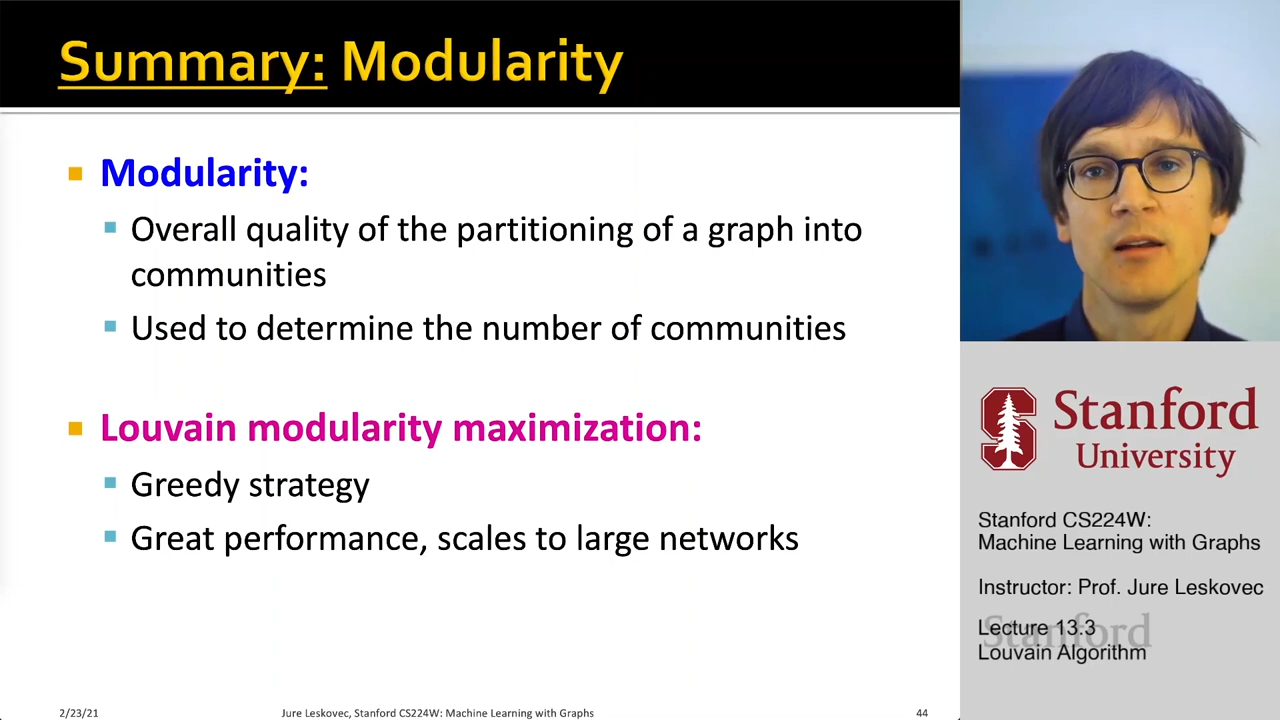 Summary: Modularity
Modularity:
Overall quality of the partitioning of a graph into
communities
Used to determine the number of communities
Louvain modularity maximization:
Greedy strategy
Great performance, scales to large networks
2/23/21
Jure Leskovec, Stanford CS224W: Machine Learning with Graphs
44
Stanford
University
Stanford CS224W:
Machine Learning with Graphs
Instructor: Prof. Jure Leskovec
Lecture 13.3
Stanford
Louvain Algorithm